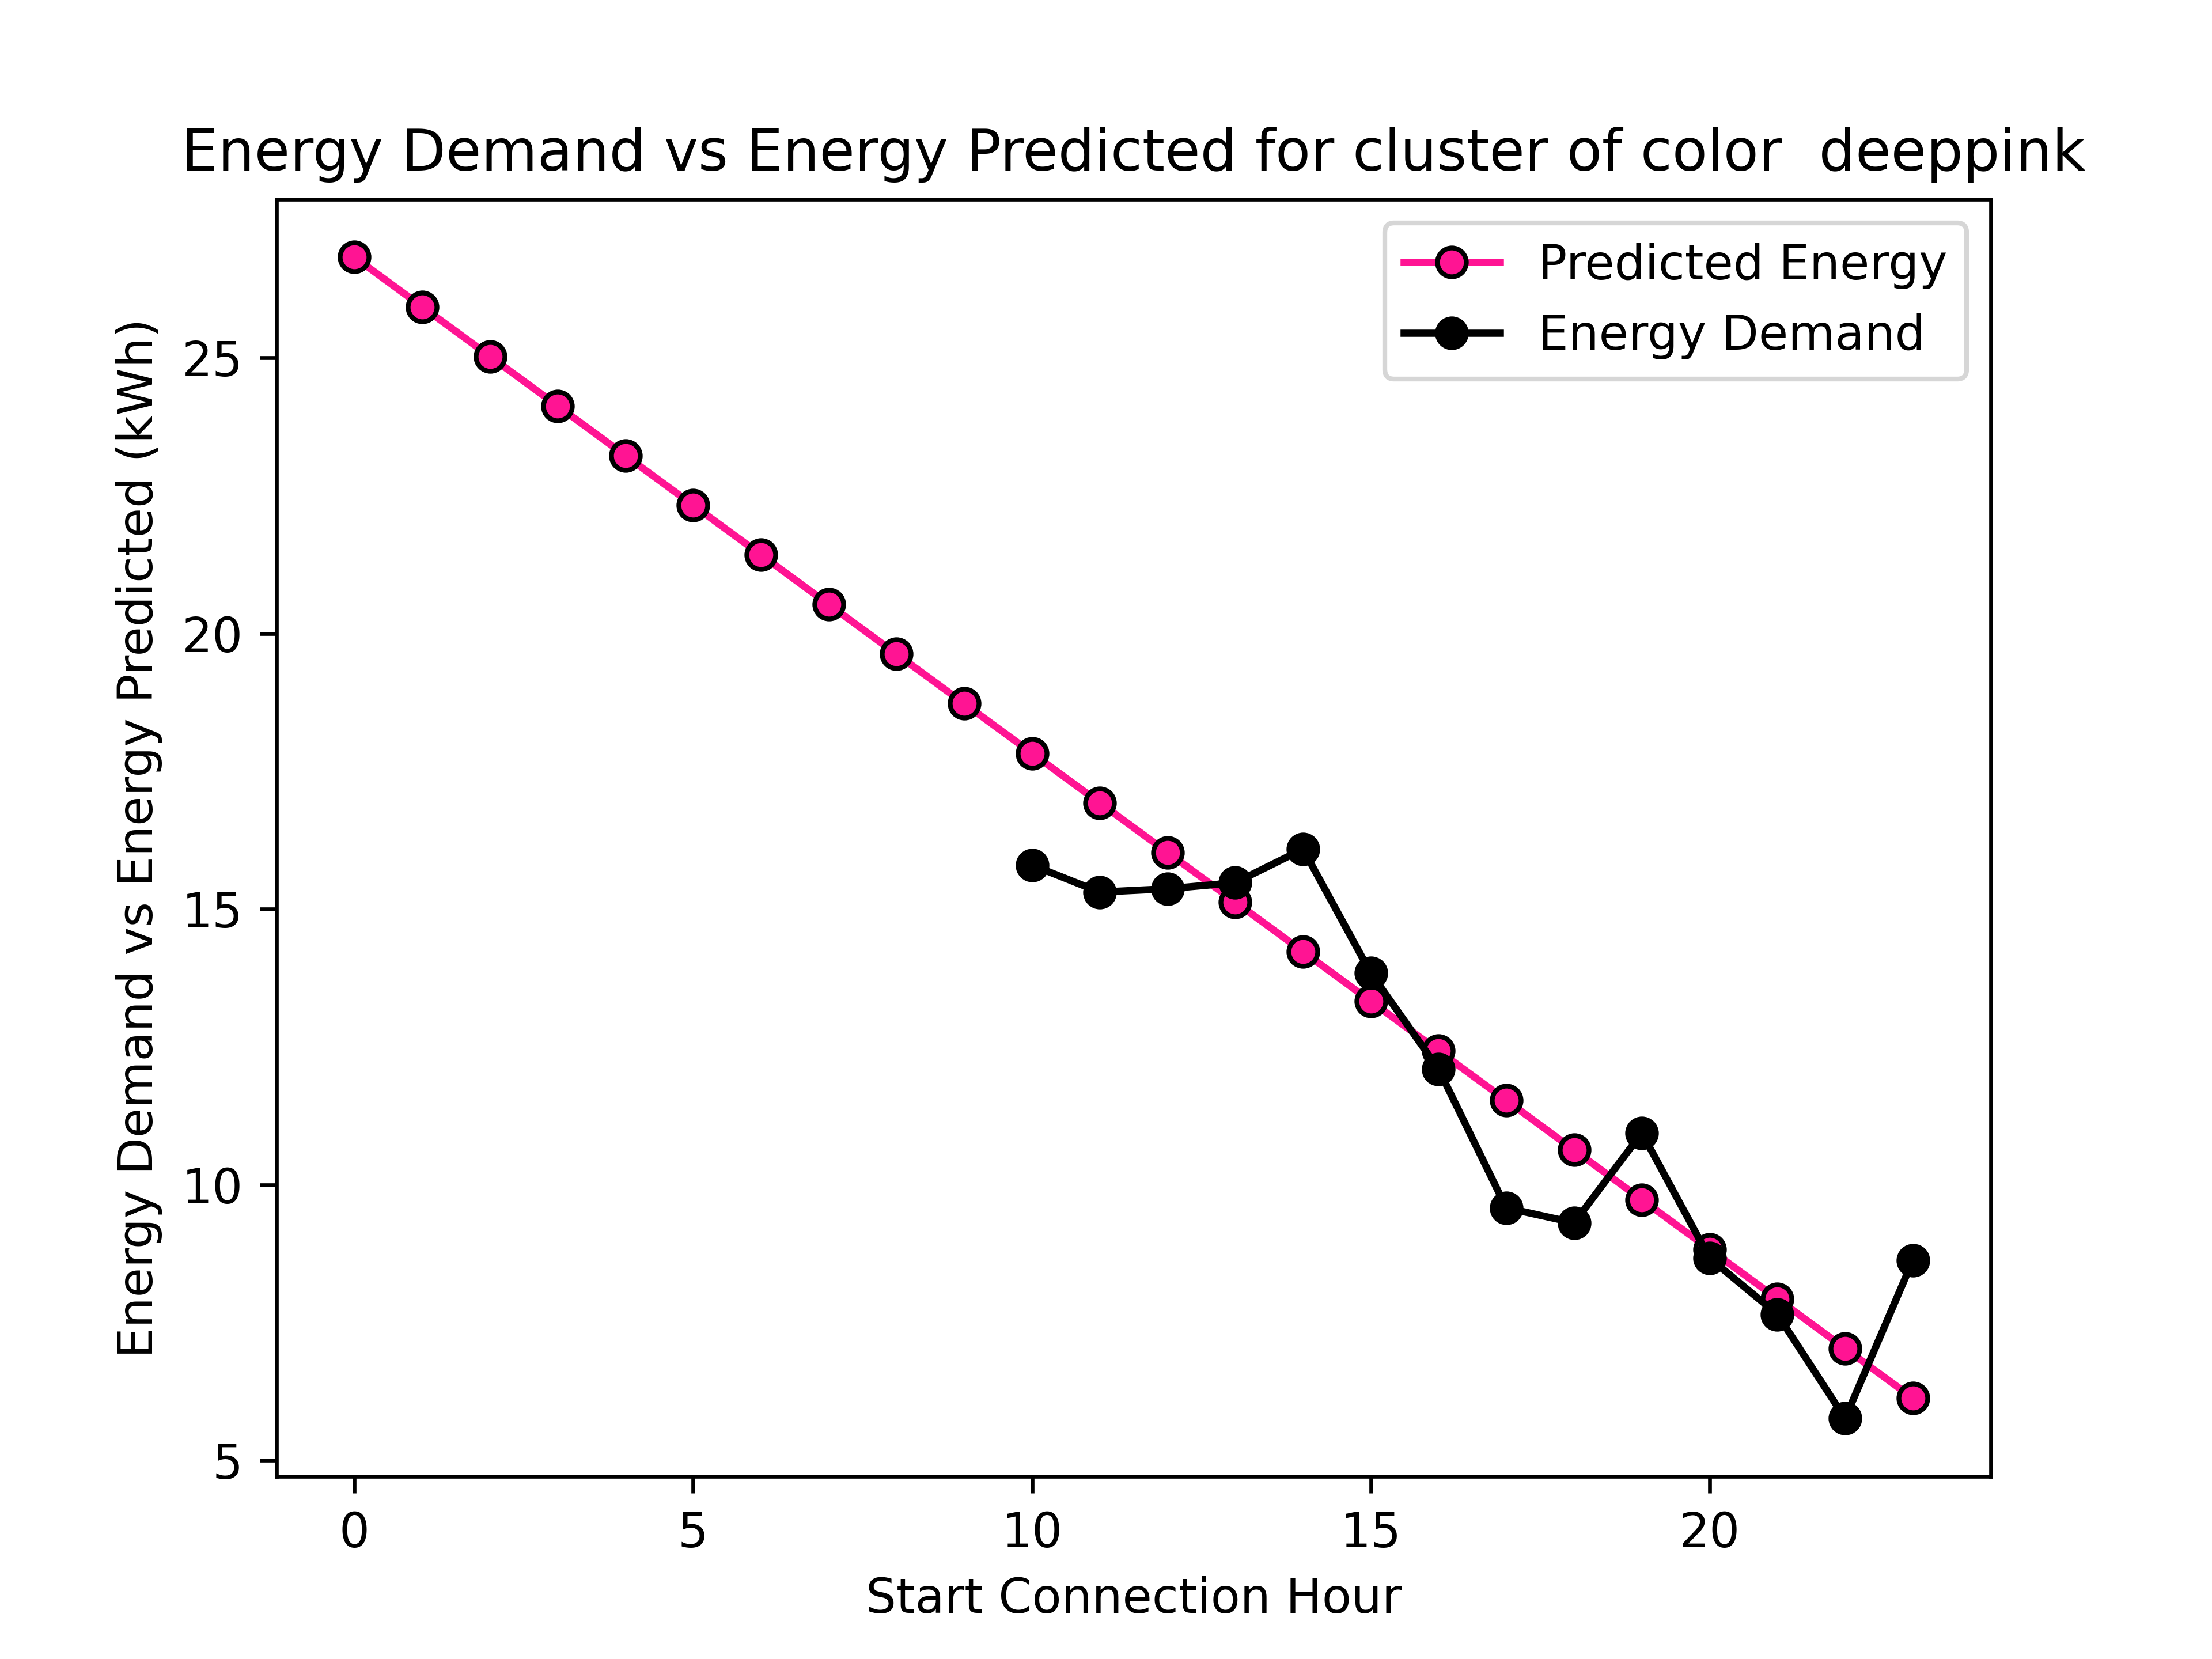 Energy Demand vs Energy Predicted for cluster of color  deeppink
Predicted Energy
Energy Demand
Energy Demand vs Energy Predicted (kWh)
25
20
15
10
5
0 5 10 15 20
Start Connection Hour